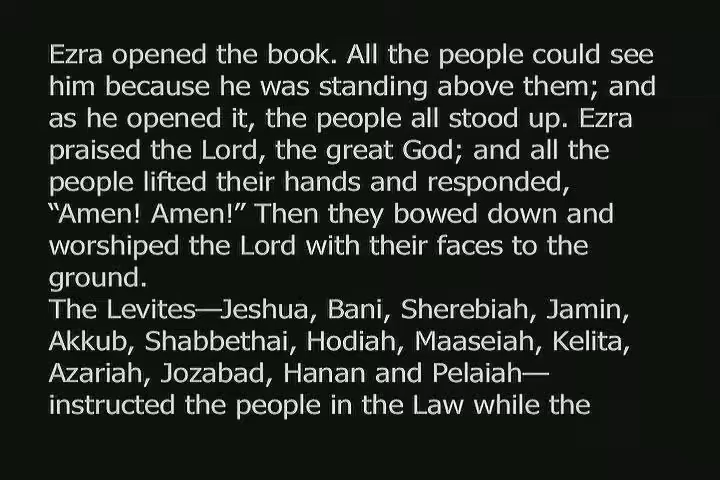 Ezra opened the book. All the people could see
him because he was standing above them; and
as he opened it, the people all stood up. Ezra
praised the Lord, the great God; and all the
people lifted their hands and responded,
“Amen! Amen!” Then they bowed down and
worshiped the Lord with their faces to the
ground.
The Levites—Jeshua, Bani, Sherebiah, Jamin,
Akkub, Shabbethai, Hodiah, Maaseiah, Kelita,
Azariah, Jozabad, Hanan and Pelaiah—
instructed the people in the Law while the